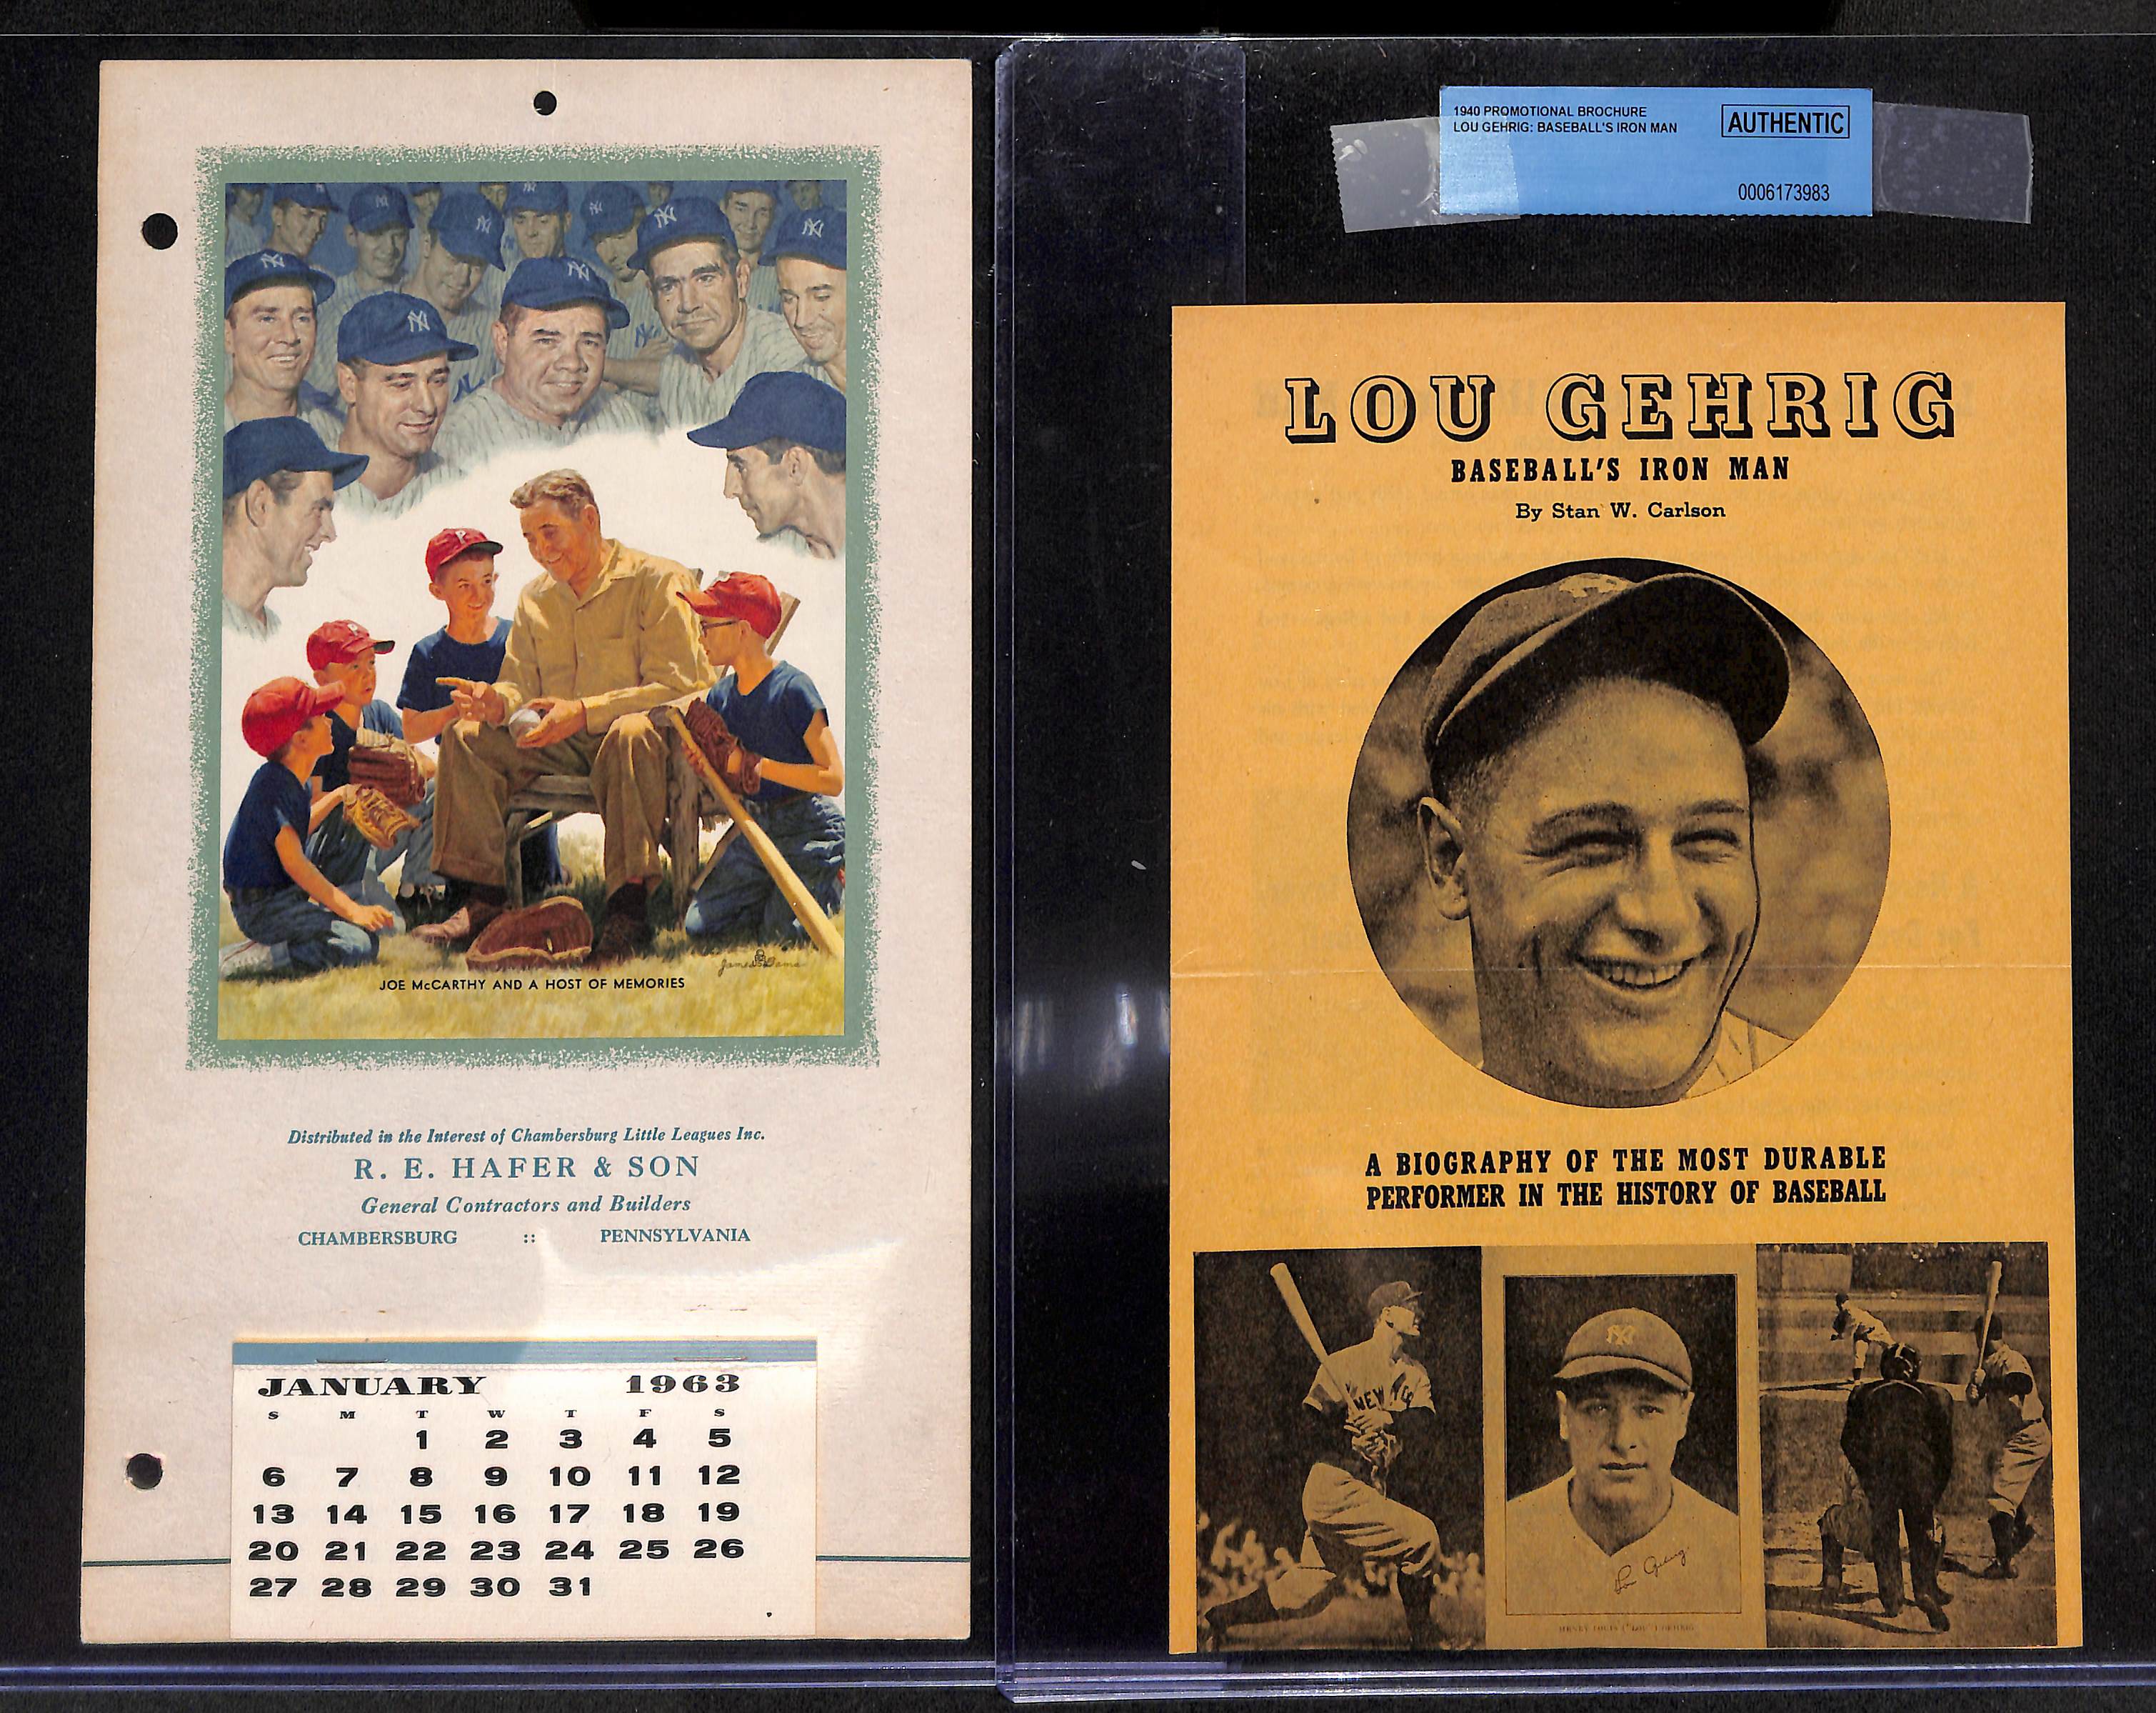 JOE McCARTHY AND A HOST OF MEMORIES
Distributed in the Interest of Chambersburg Little Leagues Inc.
R. E. HAFER & SON
General Contractors and Builders
CHAMBERSBURG :: PENNSYLVANIA
JANUARY 1963
S M T W T F S
1 2 3 4 5
6 7 8 9 10 11 12
13 14 15 16 17 18 19
20 21 22 23 24 25 26
27 28 29 30 31
1940 PROMOTIONAL BROCHURE
LOU GEHRIG: BASEBALL'S IRON MAN
AUTHENTIC
0006173983
LOU GEHRIG
BASEBALL'S IRON MAN
By Stan W. Carlson
A BIOGRAPHY OF THE MOST DURABLE
PERFORMER IN THE HISTORY OF BASEBALL
NEW
Lou Gehrig